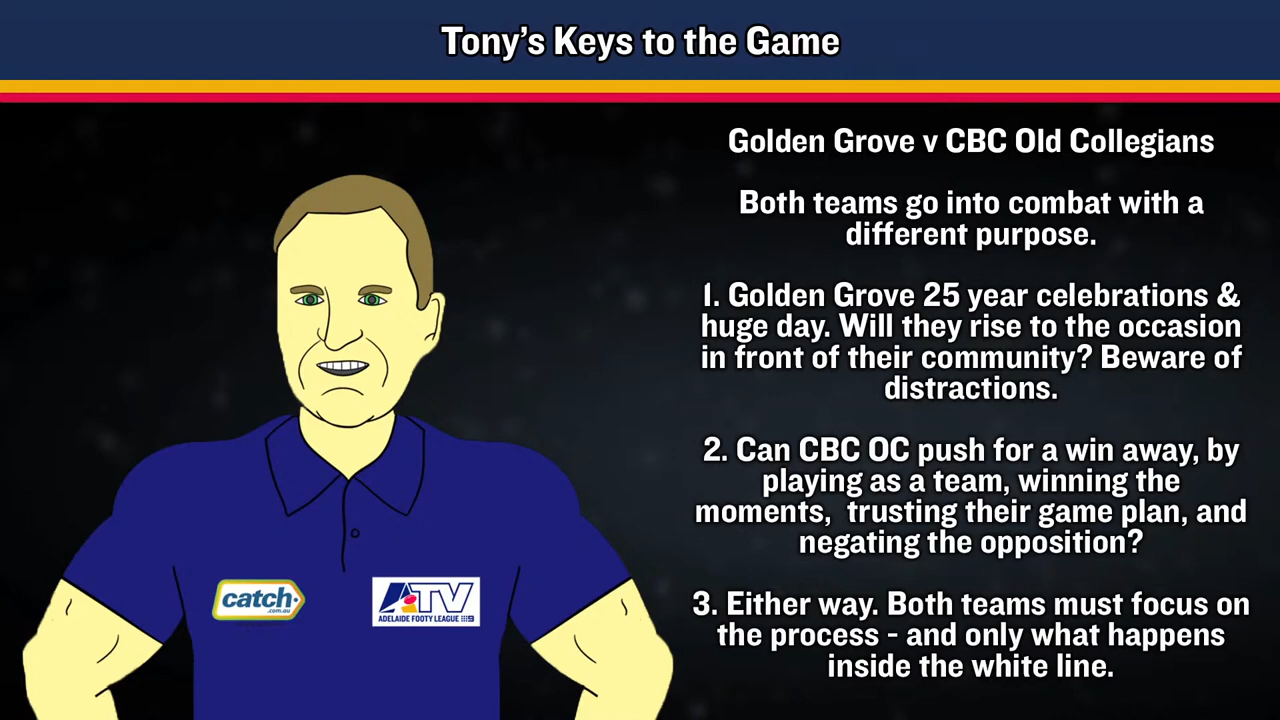 Tony's Keys to the Game
Golden Grove v CBC Old Collegians
Both teams go into combat with a
different purpose.
1. Golden Grove 25 year celebrations &
huge day. Will they rise to the occasion
in front of their community? Beware of
distractions.
2. Can CBC OC push for a win away, by
playing as a team, winning the
moments,  trusting their game plan, and
negating the opposition?
3. Either way. Both teams must focus on
the process - and only what happens
inside the white line.
catch
.com.au
ATV
ADELAIDE FOOTY LEAGUE 9